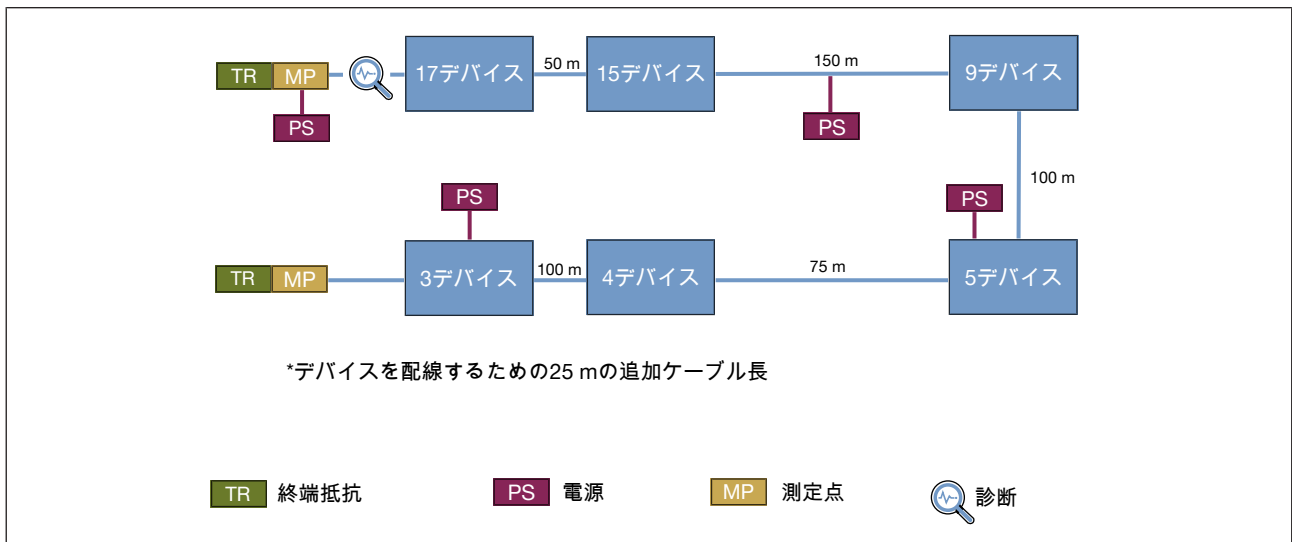 TR MP 17デバイス 50 m 15デバイス 150 m 9デバイス
PS PS
100 m
PS PS
TR MP 3デバイス 100 m 4デバイス 75 m 5デバイス
*デバイスを配線するための25 mの追加ケーブル長
TR 終端抵抗 PS 電源 MP 測定点 診断